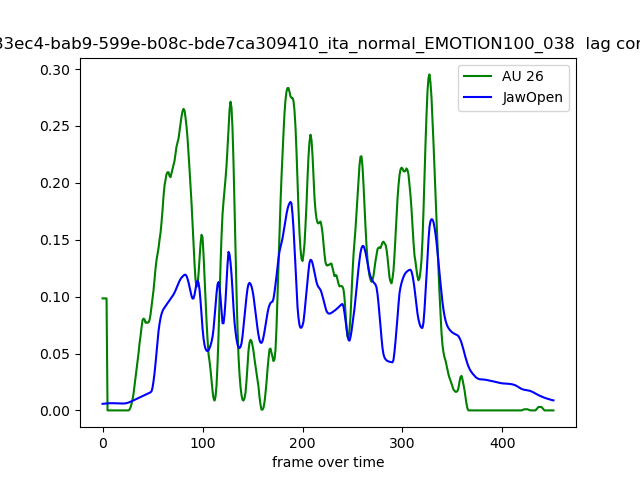 33ec4-bab9-599e-b08c-bde7ca309410_ita_normal_EMOTION100_038 lag cor
AU 26
JawOpen
0.30
0.25
0.20
0.15
0.10
0.05
0.00
0 100 200 300 400
frame over time